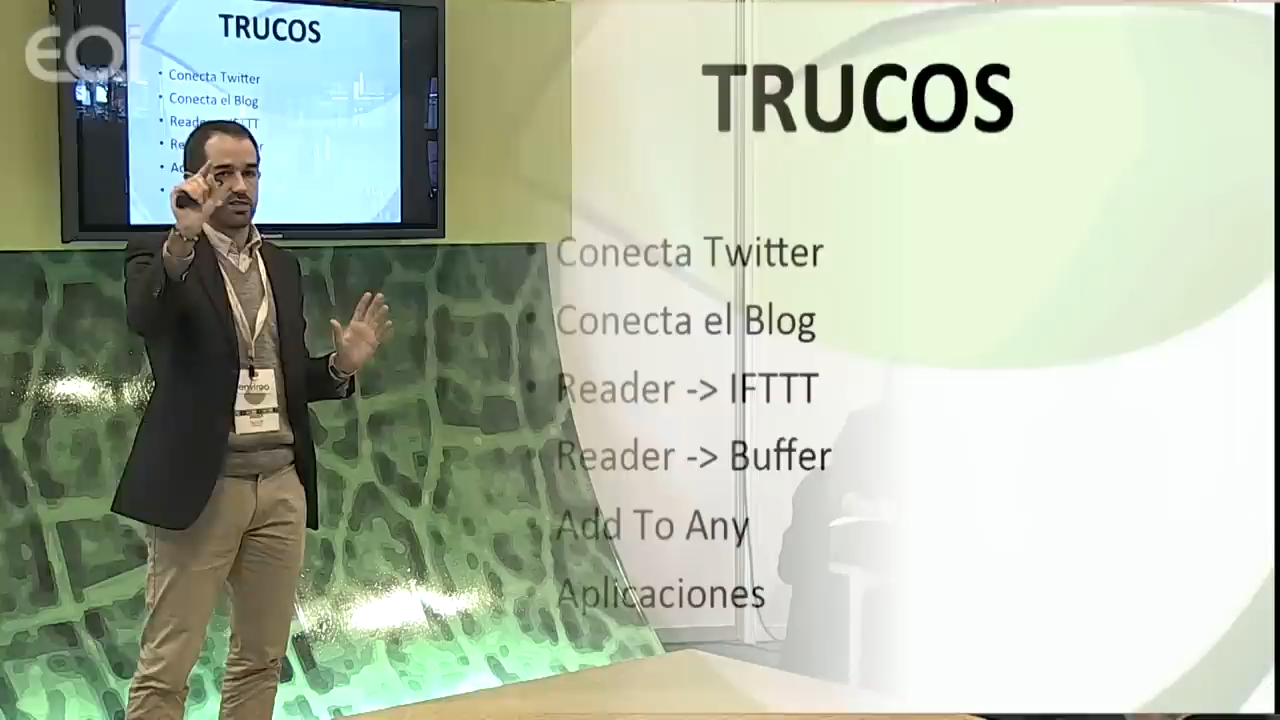 EOi
TRUCOS
Conecta Twitter
Conecta el Blog
TRUCOS
Conecta Twitter
Conecta el Blog
Reader -> IFTTT
Reader -> Buffer
Add To Any
Aplicaciones
enviroo